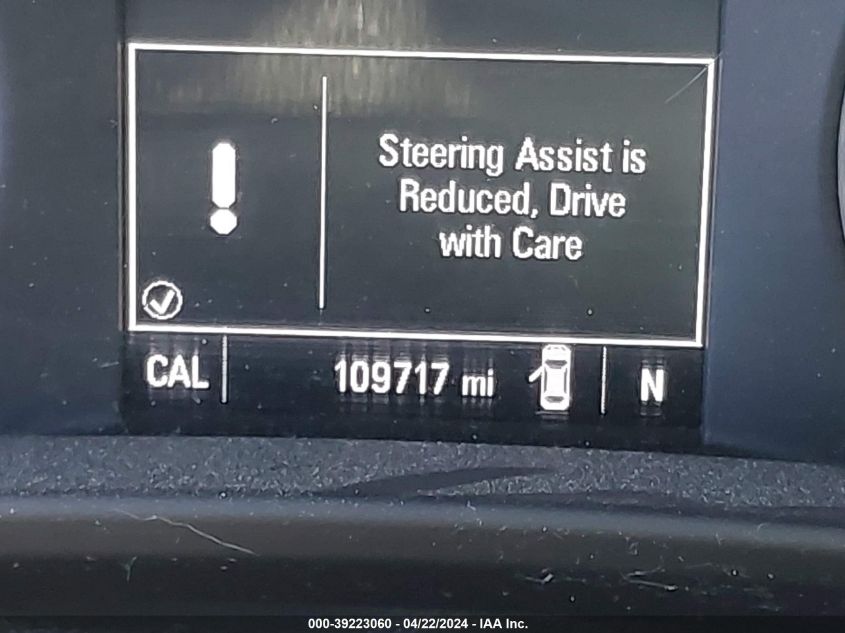 Steering Assist is
Reduced, Drive
with Care
CAL 109717 mi N
000-39223060 - 04/22/2024 - IAA Inc.